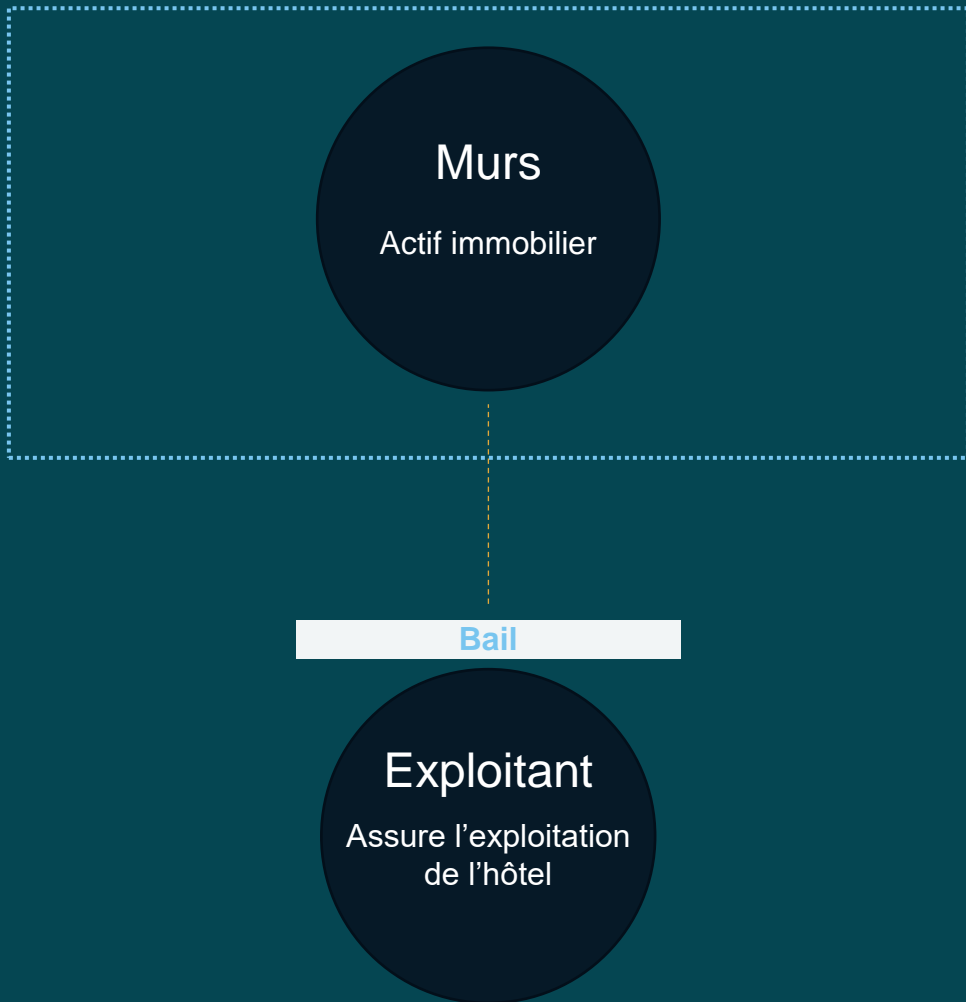 Murs
Actif immobilier
Bail
Exploitant
Assure l’exploitation
de l’hôtel